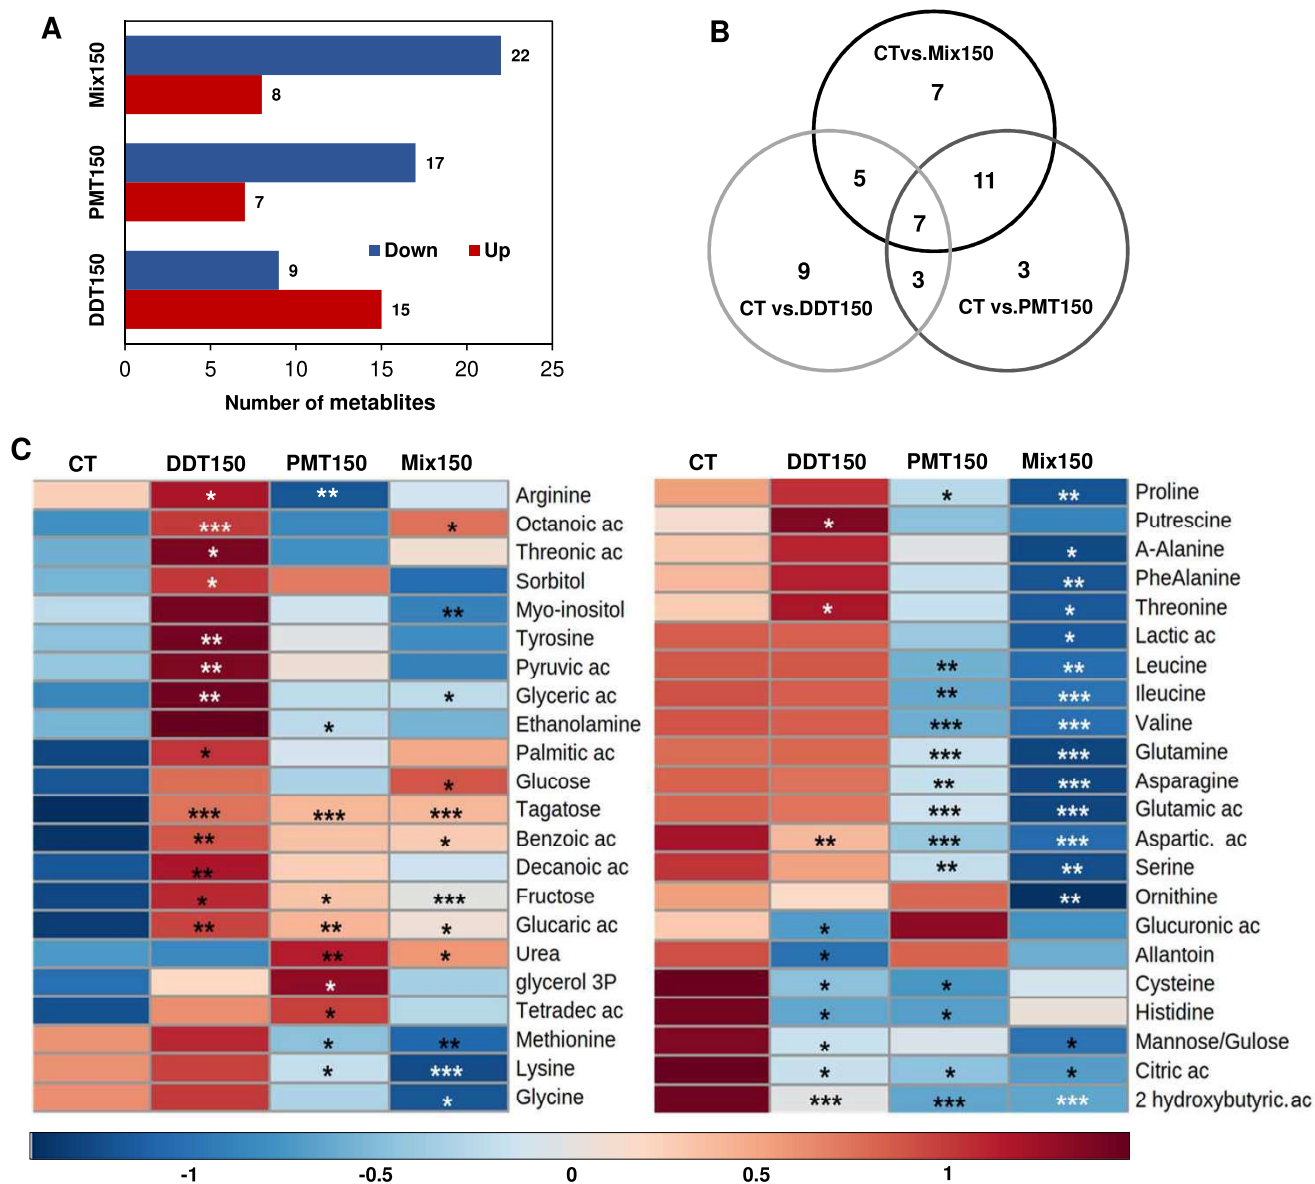 A
Mix150
22
8
PMT150
17
7
Down
Up
DDT150
9
15
0 5 10 15 20 25
Number of metablites
B
CTvs.Mix150
7
5
11
7
9
3
3
CT vs.DDT150
CT vs.PMT150
C
CT DDT150 PMT150 Mix150
* ** Arginine
*** * Octanoic ac
* Threonic ac
* Sorbitol
** Myo-inositol
** Tyrosine
** Pyruvic ac
** * Glyceric ac
* Ethanolamine
* Palmitic ac
* Glucose
*** *** *** Tagatose
** * Benzoic ac
** Decanoic ac
* * *** Fructose
** ** * Glucaric ac
** * Urea
* glycerol 3P
* Tetradec ac
* ** Methionine
* *** Lysine
* Glycine
CT DDT150 PMT150 Mix150
* ** Proline
* Putrescine
* A-Alanine
** PheAlanine
* * Threonine
* Lactic ac
** ** Leucine
** *** Ileucine
*** *** Valine
*** *** Glutamine
** *** Asparagine
*** *** Glutamic ac
** *** *** Aspartic. ac
** ** Serine
** Ornithine
* Glucuronic ac
* Allantoin
* * Cysteine
* * Histidine
* * Mannose/Gulose
* * * Citric ac
*** *** *** 2 hydroxybutyric.ac
-1 -0.5 0 0.5 1